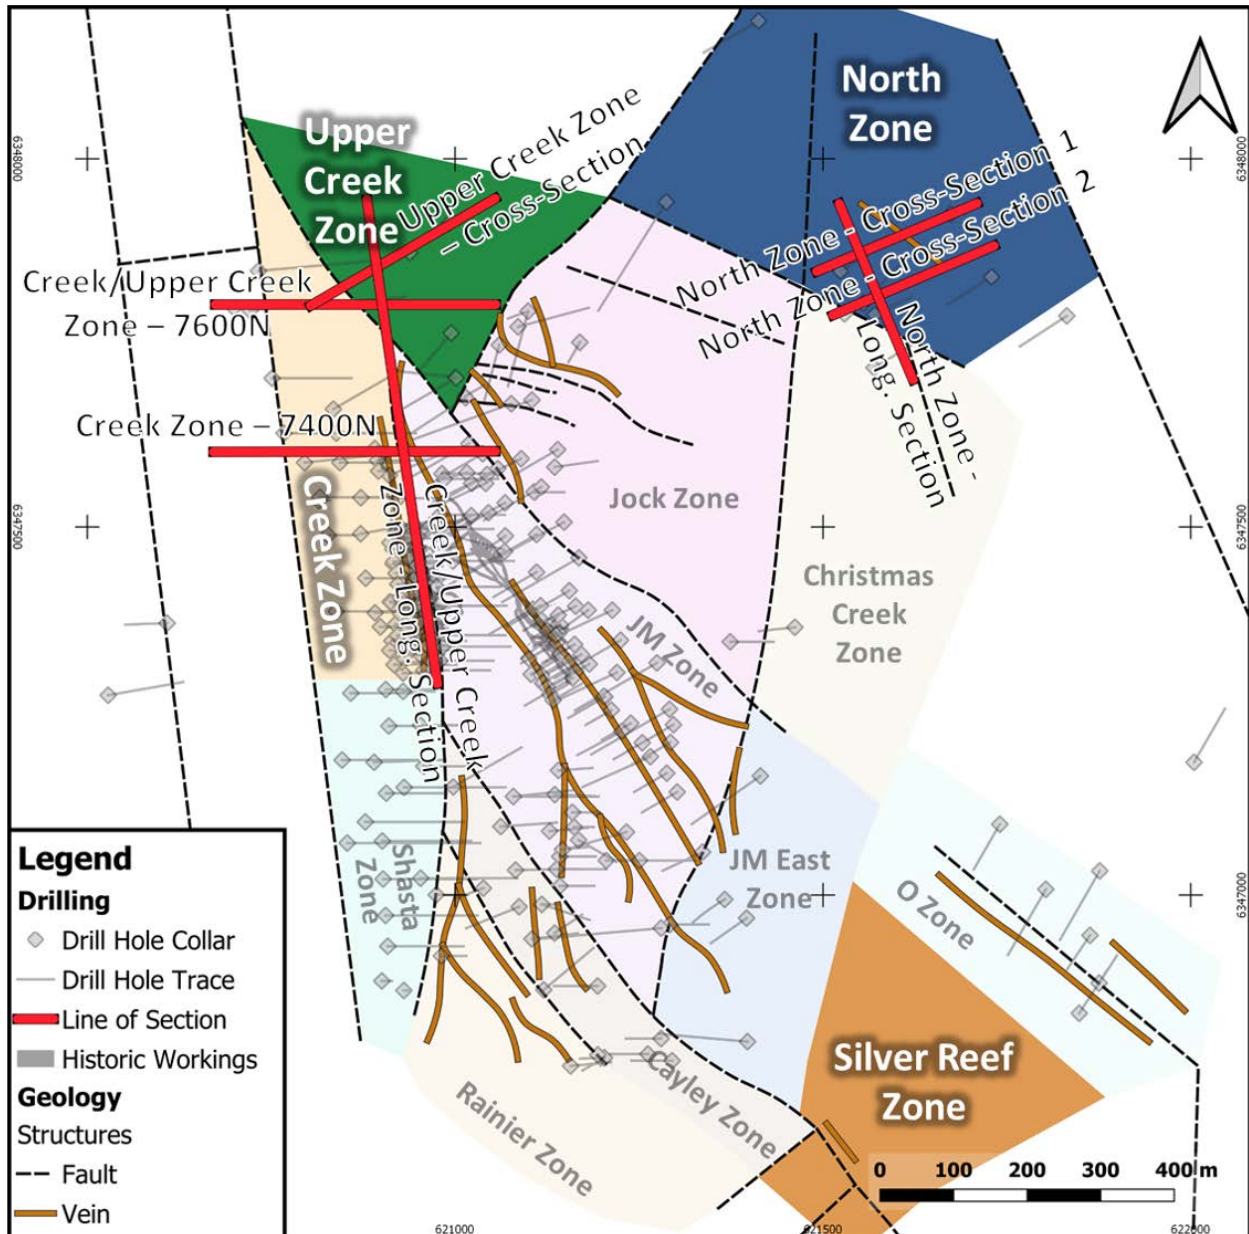 Upper
Creek
Zone
North
Zone
Upper Creek Zone
– Cross-Section
North Zone - Cross-Section 1
North Zone - Cross-Section 2
North Zone -
Long. Section
Creek/Upper Creek
Zone – 7600N
Creek Zone – 7400N
Creek Zone
Creek/Upper Creek
Zone - Long. Section
Jock Zone
Christmas
Creek
Zone
JM Zone
JM East
Zone
Shasta
Zone
O Zone
Silver Reef
Zone
Cayley Zone
Rainier Zone
6348000
6347500
6348000
6347500
6347000
621000
621500
622000
0 100 200 300 400 m
Legend
Drilling
Drill Hole Collar
Drill Hole Trace
Line of Section
Historic Workings
Geology
Structures
Fault
Vein